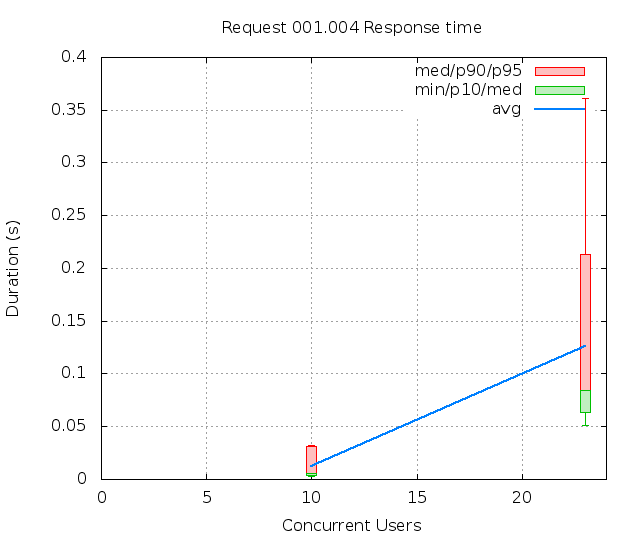 Request 001.004 Response time
0.4
0.35
0.3
0.25
0.2
0.15
0.1
0.05
0
0 5 10 15 20
Duration (s)
Concurrent Users
med/p90/p95
min/p10/med
avg